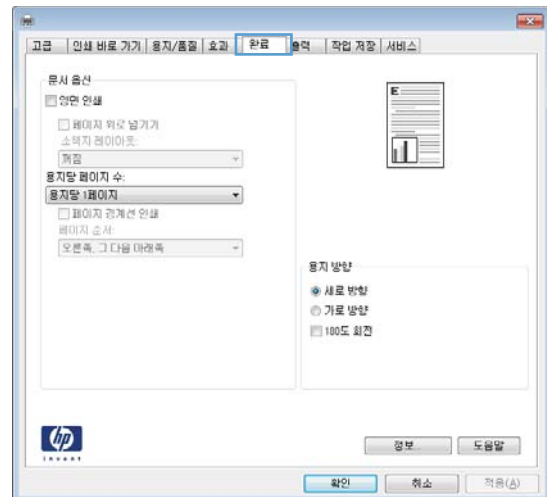 고급 인쇄 바로 가기 용지/품질 효과 완료 출력 작업 저장 서비스
문서 옵션
양면 인쇄
페이지 위로 넘기기
소책자 레이아웃:
꺼짐
용지당 페이지 수:
용지당 1페이지
페이지 경계선 인쇄
페이지 순서:
오른쪽, 그 다음 아래쪽
E
용지 방향
세로 방향
가로 방향
180도 회전
hp
invent
정보... 도움말
확인 취소 적용(A)